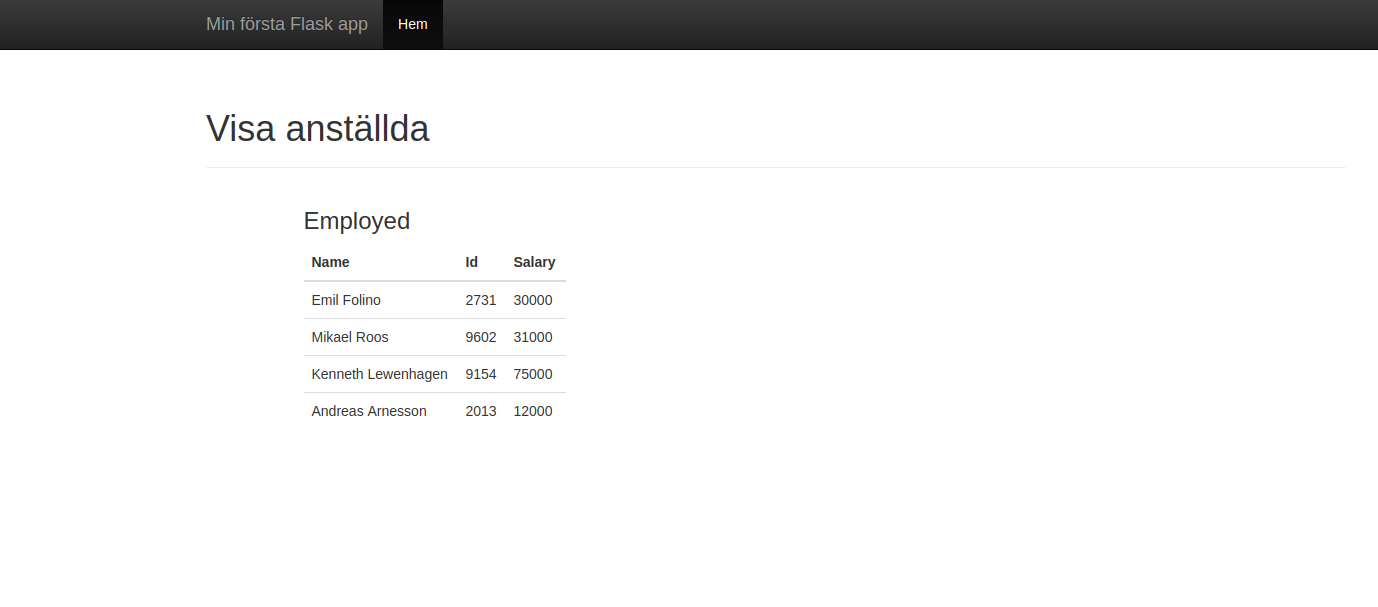 Min första Flask app Hem
Visa anställda
Employed
Name Id Salary
Emil Folino 2731 30000
Mikael Roos 9602 31000
Kenneth Lewenhagen 9154 75000
Andreas Arnesson 2013 12000